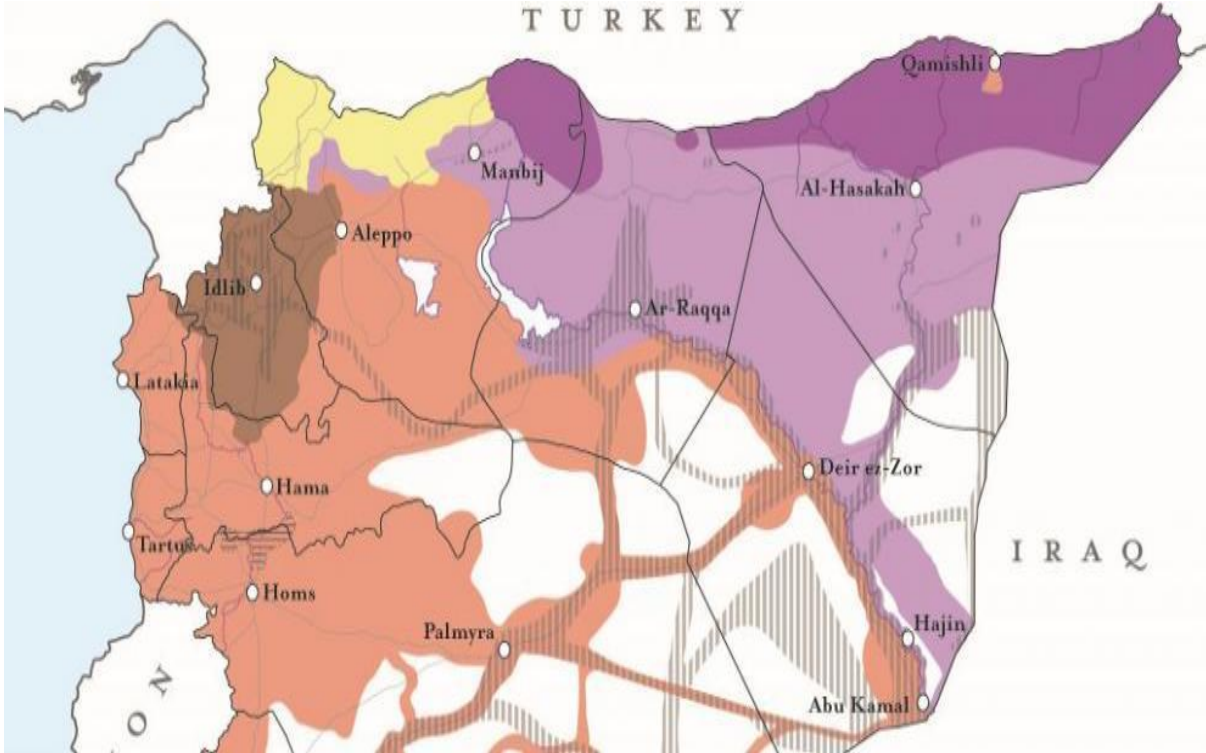 TURKEY
Qamishli
Manbij
Al-Hasakah
Aleppo
Idlib
Ar-Raqqa
Latakia
Deir ez-Zor
Hama
Tartus
IRAQ
Homs
Hajin
Palmyra
Abu Kamal
ON